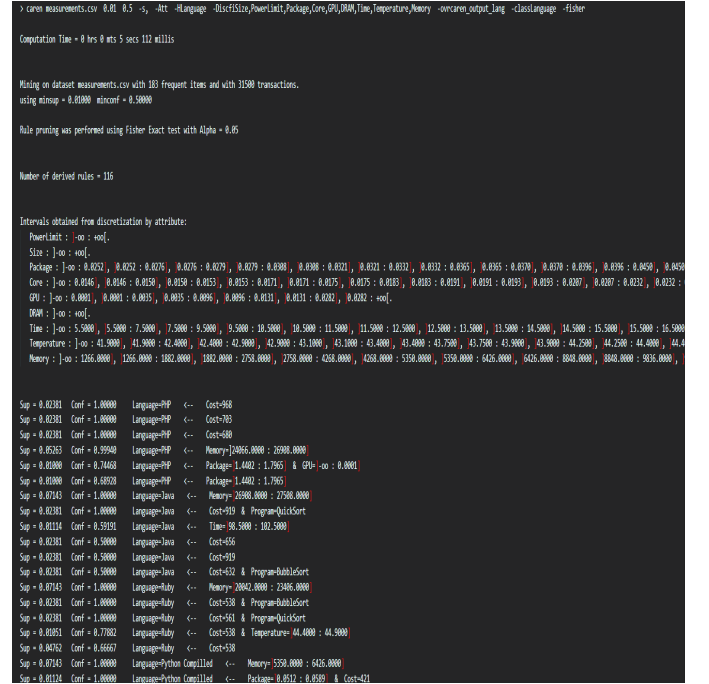 > caren measurements.csv 0.01 0.5 -s, -Att -HLanguage -DiscfiSize,PowerLimit,Package,Core,GPU,DRAM,Time,Temperature,Memory -ovrcaren_output_lang -classLanguage -fisher
Computation Time = 0 hrs 0 mts 5 secs 112 millis
Mining on dataset measurements.csv with 183 frequent items and with 31500 transactions.
using minsup = 0.01000 minconf = 0.50000
Rule pruning was performed using Fisher Exact test with Alpha = 0.05
Number of derived rules = 116
Intervals obtained from discretization by attribute:
PowerLimit : ]-oo : +oo[.
Size : ]-oo : +oo[.
Package : ]-oo : 0.0252], ]0.0252 : 0.0276], ]0.0276 : 0.0279], ]0.0279 : 0.0308], ]0.0308 : 0.0321], ]0.0321 : 0.0332], ]0.0332 : 0.0365], ]0.0365 : 0.0370], ]0.0370 : 0.0396], ]0.0396 : 0.0450], ]0.0450
Core : ]-oo : 0.0146], ]0.0146 : 0.0150], ]0.0150 : 0.0153], ]0.0153 : 0.0171], ]0.0171 : 0.0175], ]0.0175 : 0.0183], ]0.0183 : 0.0191], ]0.0191 : 0.0193], ]0.0193 : 0.0207], ]0.0207 : 0.0232], ]0.0232 :
GPU : ]-oo : 0.0001], ]0.0001 : 0.0035], ]0.0035 : 0.0096], ]0.0096 : 0.0131], ]0.0131 : 0.0282], ]0.0282 : +oo[.
DRAM : ]-oo : +oo[.
Time : ]-oo : 5.5000], ]5.5000 : 7.5000], ]7.5000 : 9.5000], ]9.5000 : 10.5000], ]10.5000 : 11.5000], ]11.5000 : 12.5000], ]12.5000 : 13.5000], ]13.5000 : 14.5000], ]14.5000 : 15.5000], ]15.5000 : 16.5000
Temperature : ]-oo : 41.9000], ]41.9000 : 42.4000], ]42.4000 : 42.9000], ]42.9000 : 43.1000], ]43.1000 : 43.4000], ]43.4000 : 43.7500], ]43.7500 : 43.9000], ]43.9000 : 44.2500], ]44.2500 : 44.4000], ]44.4
Memory : ]-oo : 1266.0000], ]1266.0000 : 1882.0000], ]1882.0000 : 2758.0000], ]2758.0000 : 4268.0000], ]4268.0000 : 5350.0000], ]5350.0000 : 6426.0000], ]6426.0000 : 8848.0000], ]8848.0000 : 9836.0000], ]
Sup = 0.02381 Conf = 1.00000 Language=PHP <-- Cost=968
Sup = 0.02381 Conf = 1.00000 Language=PHP <-- Cost=703
Sup = 0.02381 Conf = 1.00000 Language=PHP <-- Cost=680
Sup = 0.05263 Conf = 0.99940 Language=PHP <-- Memory=]24066.0000 : 26908.0000]
Sup = 0.01000 Conf = 0.74468 Language=PHP <-- Package=]1.4402 : 1.7965] & GPU=]-oo : 0.0001]
Sup = 0.01000 Conf = 0.68928 Language=PHP <-- Package=]1.4402 : 1.7965]
Sup = 0.07143 Conf = 1.00000 Language=Java <-- Memory=]26908.0000 : 27508.0000]
Sup = 0.02381 Conf = 1.00000 Language=Java <-- Cost=919 & Program=QuickSort
Sup = 0.01114 Conf = 0.59191 Language=Java <-- Time=]98.5000 : 102.5000]
Sup = 0.02381 Conf = 0.50000 Language=Java <-- Cost=656
Sup = 0.02381 Conf = 0.50000 Language=Java <-- Cost=919
Sup = 0.02381 Conf = 0.50000 Language=Java <-- Cost=632 & Program=BubbleSort
Sup = 0.07143 Conf = 1.00000 Language=Ruby <-- Memory=]20042.0000 : 23406.0000]
Sup = 0.02381 Conf = 1.00000 Language=Ruby <-- Cost=538 & Program=BubbleSort
Sup = 0.02381 Conf = 1.00000 Language=Ruby <-- Cost=561 & Program=QuickSort
Sup = 0.01051 Conf = 0.77882 Language=Ruby <-- Cost=538 & Temperature=]44.4000 : 44.9000]
Sup = 0.04762 Conf = 0.66667 Language=Ruby <-- Cost=538
Sup = 0.07143 Conf = 1.00000 Language=Python Compilled <-- Memory=]5350.0000 : 6426.0000]
Sup = 0.01124 Conf = 1.00000 Language=Python Compilled <-- Package=]0.0512 : 0.0589] & Cost=421